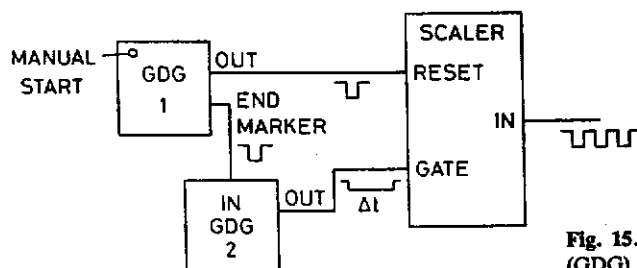 MANUAL
START
GDG
1
OUT
END
MARKER
IN
GDG
2
OUT
Δt
SCALER
RESET
IN
GATE
Fig. 15.
(GDG)